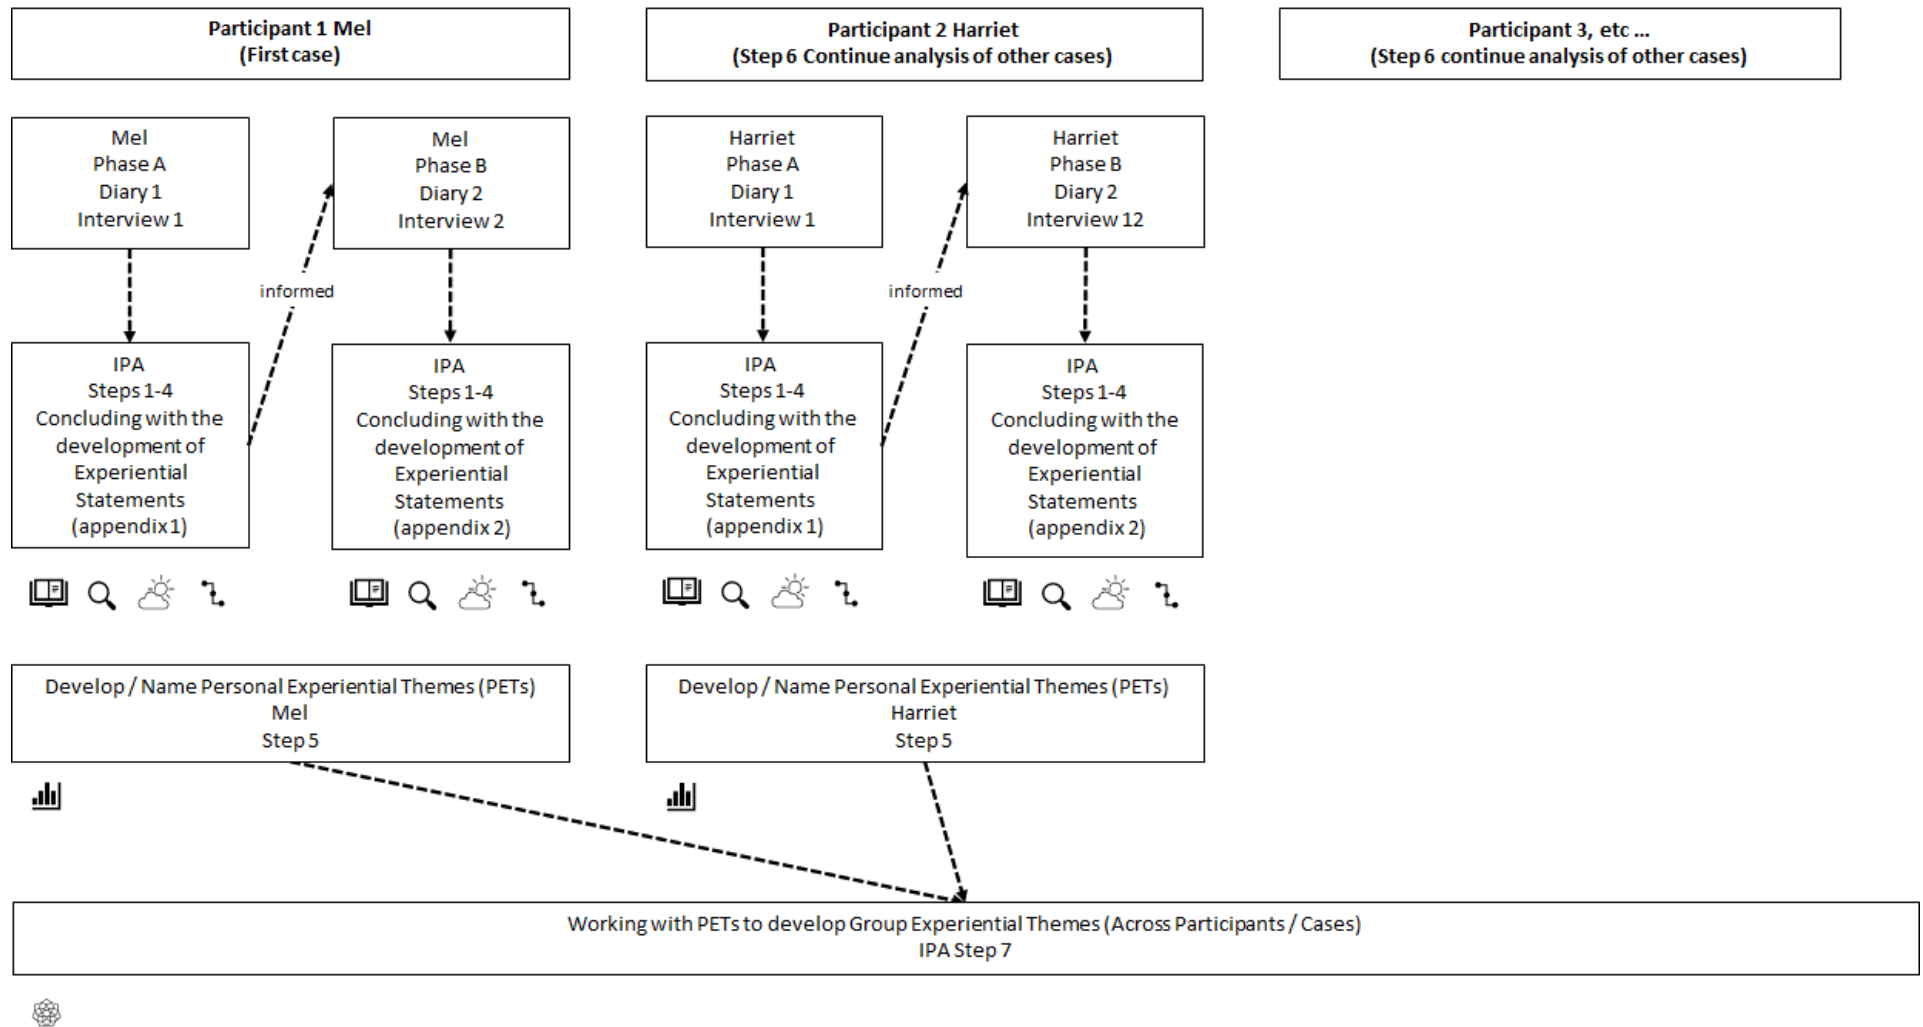 Participant 1 Mel
(First case)
Participant 2 Harriet
(Step 6 Continue analysis of other cases)
Participant 3, etc ...
(Step 6 continue analysis of other cases)
Mel
Phase A
Diary 1
Interview 1
Mel
Phase B
Diary 2
Interview 2
Harriet
Phase A
Diary 1
Interview 1
Harriet
Phase B
Diary 2
Interview 12
informed
informed
IPA
Steps 1-4
Concluding with the
development of
Experiential
Statements
(appendix 1)
IPA
Steps 1-4
Concluding with the
development of
Experiential
Statements
(appendix 2)
IPA
Steps 1-4
Concluding with the
development of
Experiential
Statements
(appendix 1)
IPA
Steps 1-4
Concluding with the
development of
Experiential
Statements
(appendix 2)
Develop / Name Personal Experiential Themes (PETs)
Mel
Step 5
Develop / Name Personal Experiential Themes (PETs)
Harriet
Step 5
Working with PETs to develop Group Experiential Themes (Across Participants / Cases)
IPA Step 7